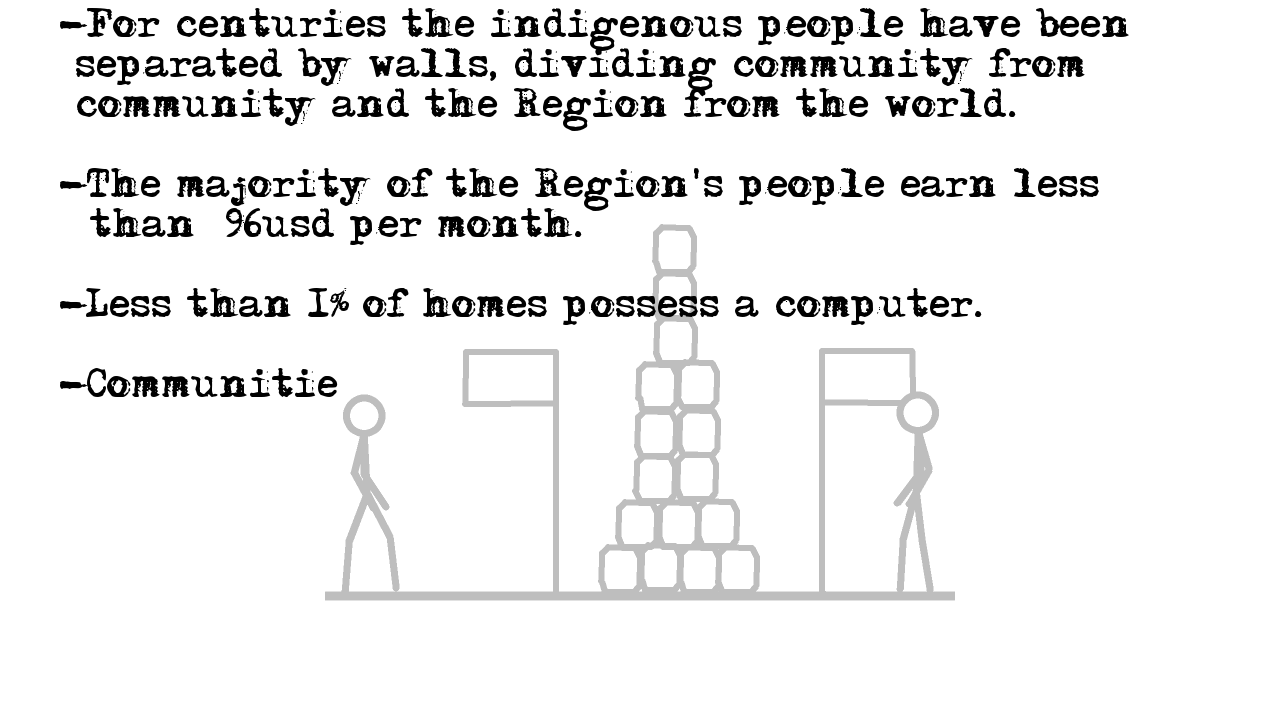 -For centuries the indigenous people have been
separated by walls, dividing community from
community and the Region from the world.
-The majority of the Region's people earn less
than 96usd per month.
-Less than 1% of homes possess a computer.
-Communitie